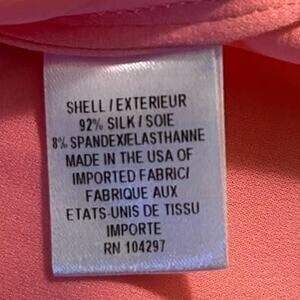 SHELL/EXTERIEUR
92% SILK/SOIE
8% SPANDEX/ELASTHANNE
MADE IN THE USA OF
IMPORTED FABRIC/
FABRIQUE AUX
ETATS-UNIS DE TISSU
IMPORTE
RN 104297